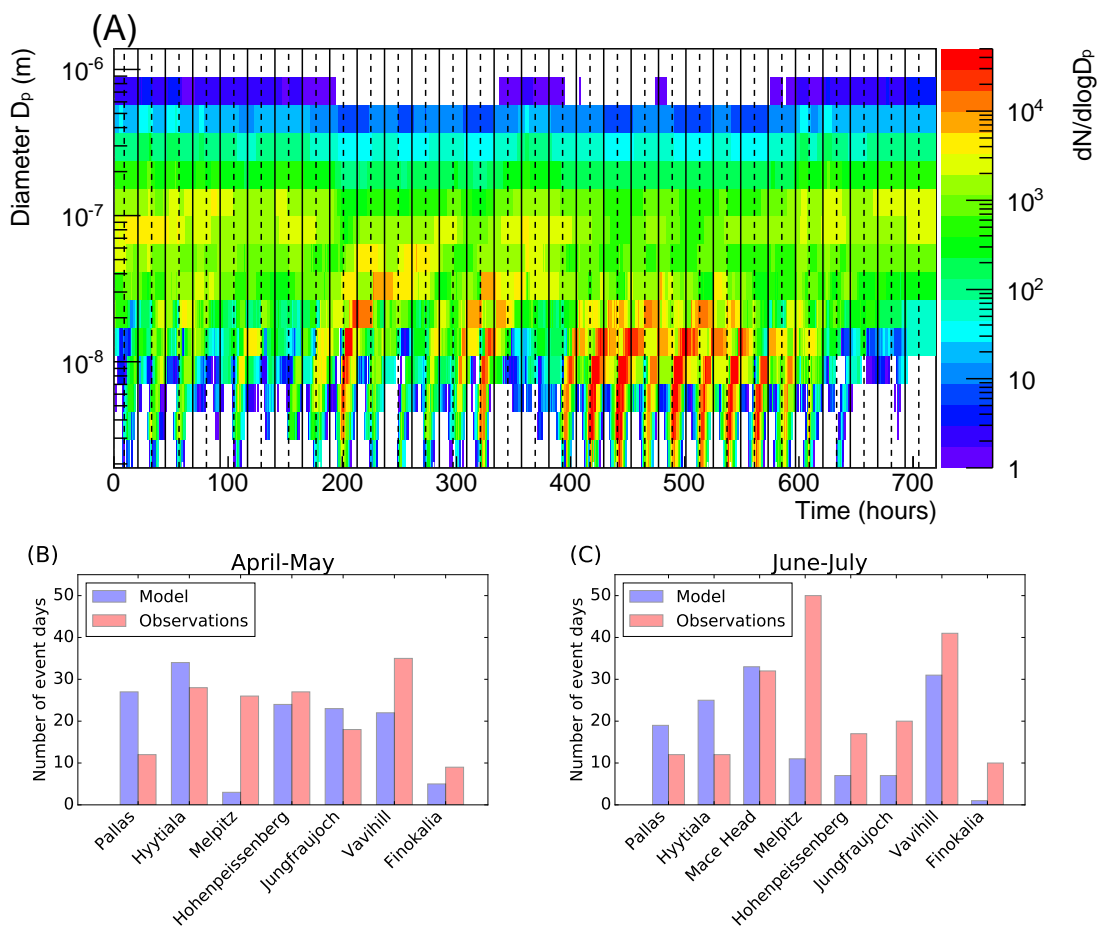 (A)
Diameter Dₚ (m)
10⁻⁶
10⁻⁷
10⁻⁸
0 100 200 300 400 500 600 700
Time (hours)
10⁴
10³
10²
10
1
dN/dlogDₚ
(B)
April-May
Number of event days
50
40
30
20
10
0
Model
Observations
Pallas
Hyytiala
Melpitz
Hohenpeissenberg
Jungfraujoch
Vavihill
Finokalia
(C)
June-July
Number of event days
50
40
30
20
10
0
Model
Observations
Pallas
Hyytiala
Mace Head
Melpitz
Hohenpeissenberg
Jungfraujoch
Vavihill
Finokalia